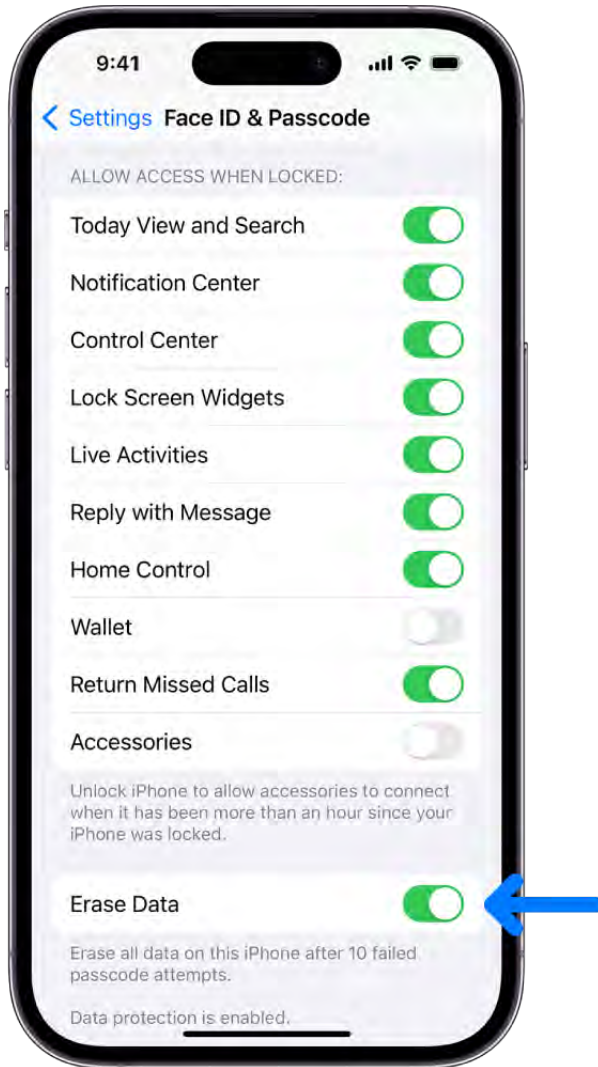 9:41
Settings Face ID & Passcode
ALLOW ACCESS WHEN LOCKED:
Today View and Search
Notification Center
Control Center
Lock Screen Widgets
Live Activities
Reply with Message
Home Control
Wallet
Return Missed Calls
Accessories
Unlock iPhone to allow accessories to connect
when it has been more than an hour since your
iPhone was locked.
Erase Data
Erase all data on this iPhone after 10 failed
passcode attempts.
Data protection is enabled.